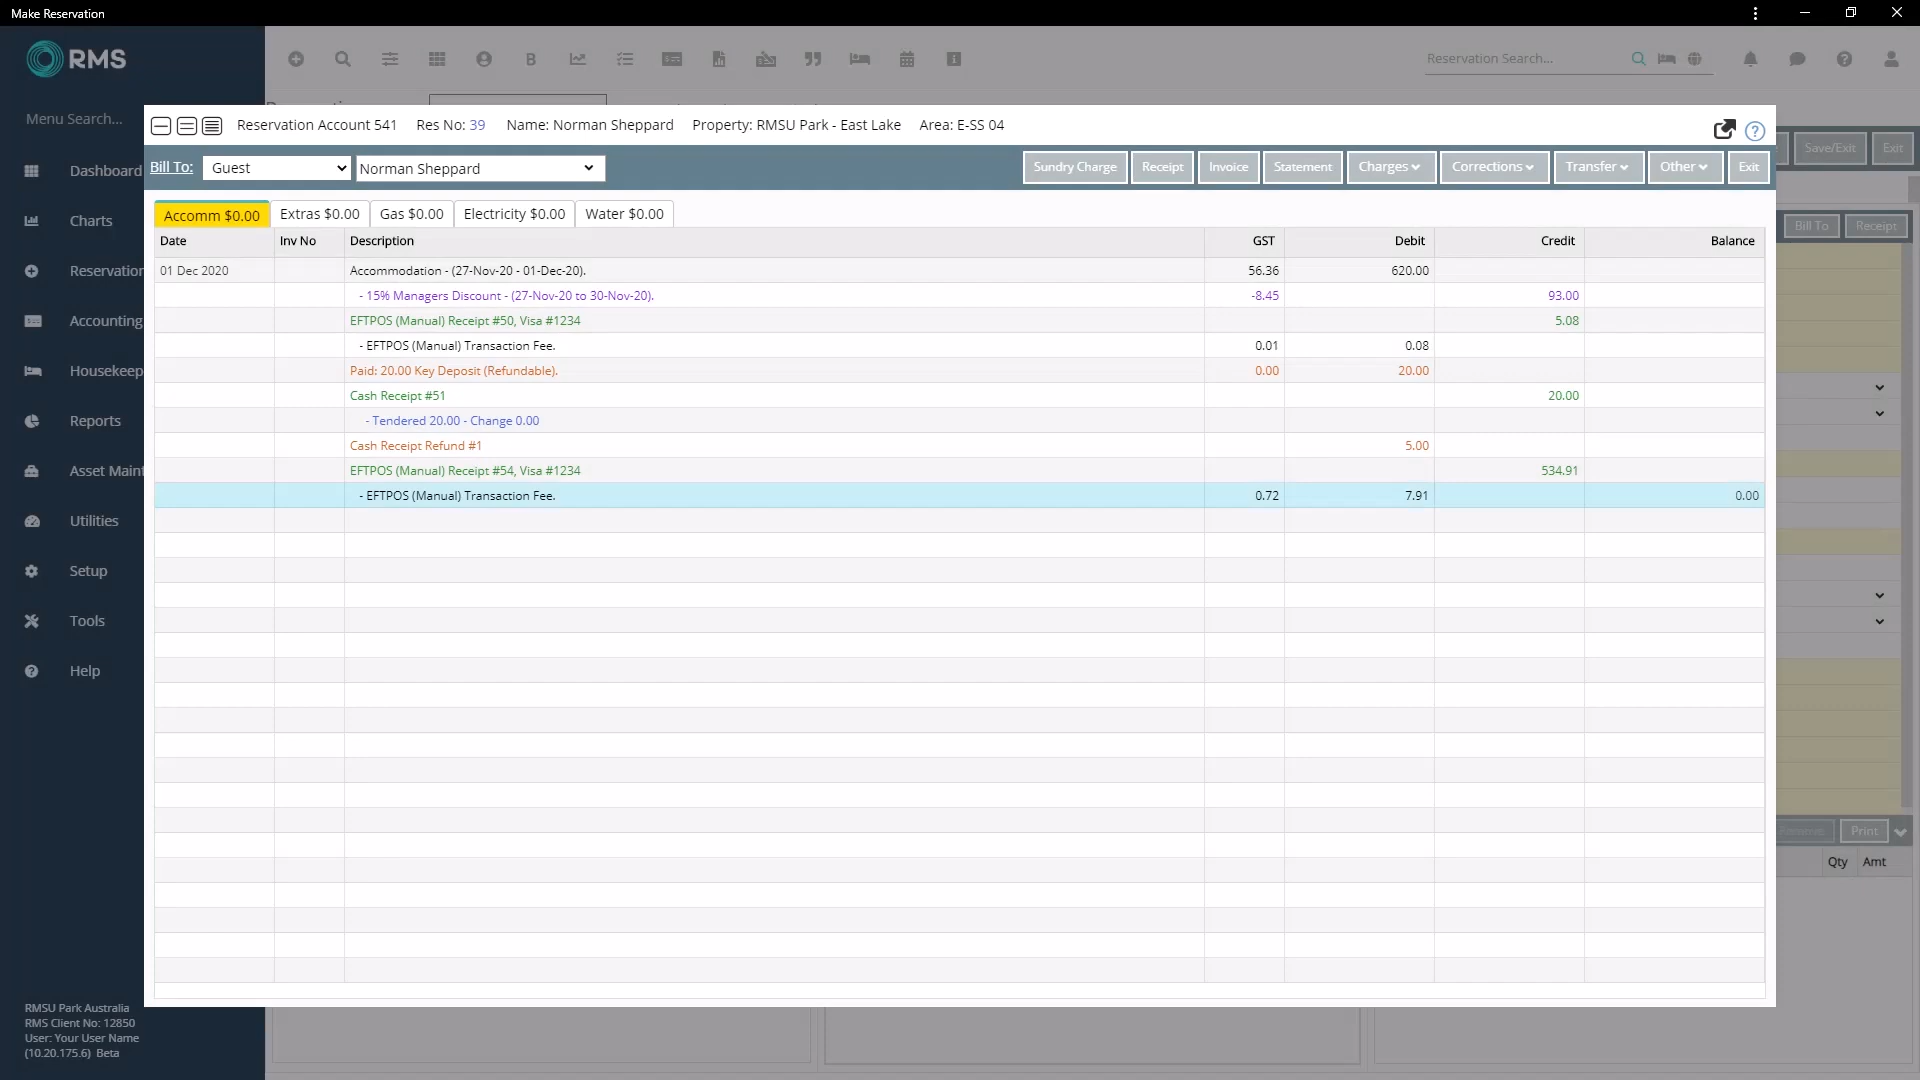 Make Reservation
RMS
Reservation Search...
Menu Search...
Reservation Account 541 Res No: 39 Name: Norman Sheppard Property: RMSU Park - East Lake Area: E-SS 04
Save/Exit Exit
Bill To: Guest Norman Sheppard Sundry Charge Receipt Invoice Statement Charges Corrections Transfer Other Exit
Dashboard
Charts
Reservation
Accounting
Housekeep
Reports
Asset Maint
Utilities
Setup
Tools
Help
Accomm $0.00 Extras $0.00 Gas $0.00 Electricity $0.00 Water $0.00
Bill To Receipt
Date Inv No Description GST Debit Credit Balance
01 Dec 2020 Accommodation - (27-Nov-20 - 01-Dec-20). 56.36 620.00
- 15% Managers Discount - (27-Nov-20 to 30-Nov-20). -8.45 93.00
EFTPOS (Manual) Receipt #50, Visa #1234 5.08
- EFTPOS (Manual) Transaction Fee. 0.01 0.08
Paid: 20.00 Key Deposit (Refundable). 0.00 20.00
Cash Receipt #51 20.00
- Tendered 20.00 - Change 0.00
Cash Receipt Refund #1 5.00
EFTPOS (Manual) Receipt #54, Visa #1234 534.91
- EFTPOS (Manual) Transaction Fee. 0.72 7.91 0.00
Print
Qty Amt
RMSU Park Australia
RMS Client No: 12850
User: Your User Name
(10.20.175.6) Beta